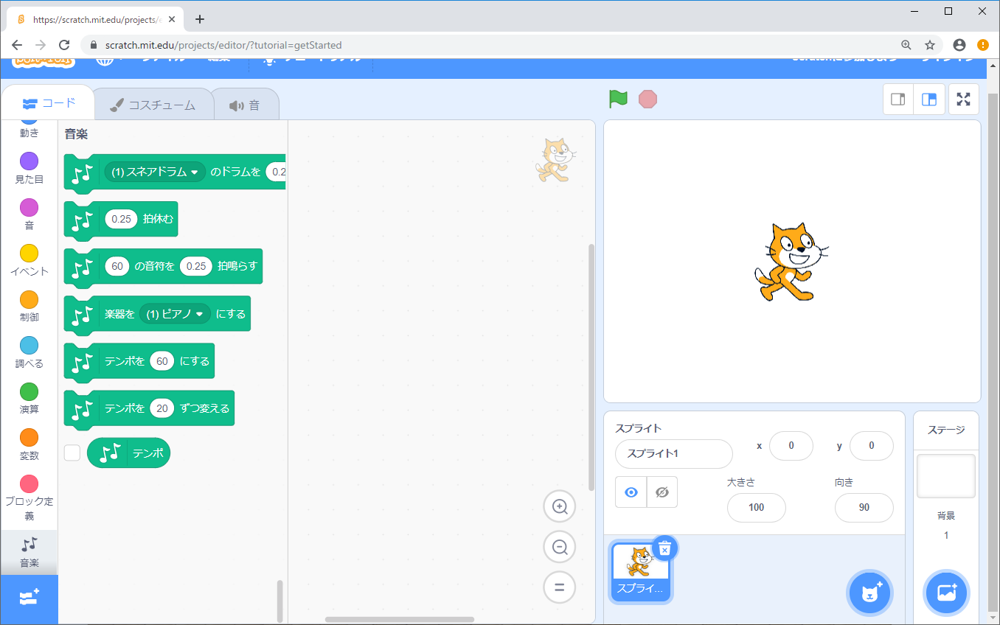 https://scratch.mit.edu/projects/e
scratch.mit.edu/projects/editor/?tutorial=getStarted
コード
コスチューム
音
動き
見た目
音
イベント
制御
調べる
演算
変数
ブロック定
義
音楽
音楽
(1) スネアドラム のドラムを 0.2
0.25 拍休む
60 の音符を 0.25 拍鳴らす
楽器を (1) ピアノ にする
テンポを 60 にする
テンポを 20 ずつ変える
テンポ
スプライト
スプライト1
x 0
y 0
大きさ
100
向き
90
スプライ...
ステージ
背景
1